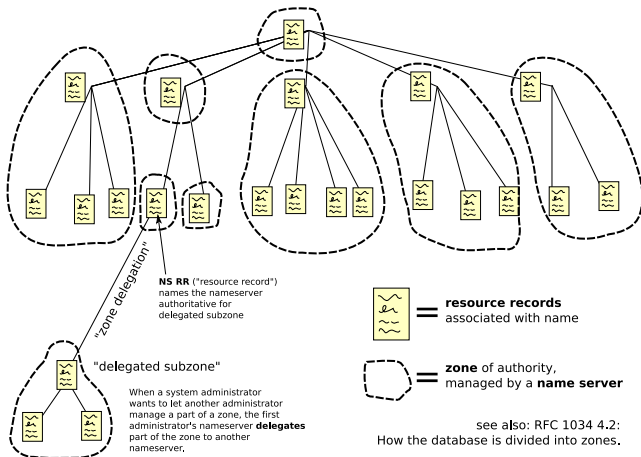 "zone delegation"
NS RR ("resource record")
names the nameserver
authoritative for
delegated subzone
= resource records
associated with name
"delegated subzone"
When a system administrator
wants to let another administrator
manage a part of a zone, the first
administrator's nameserver delegates
part of the zone to another
nameserver.
= zone of authority,
managed by a name server
see also: RFC 1034 4.2:
How the database is divided into zones.